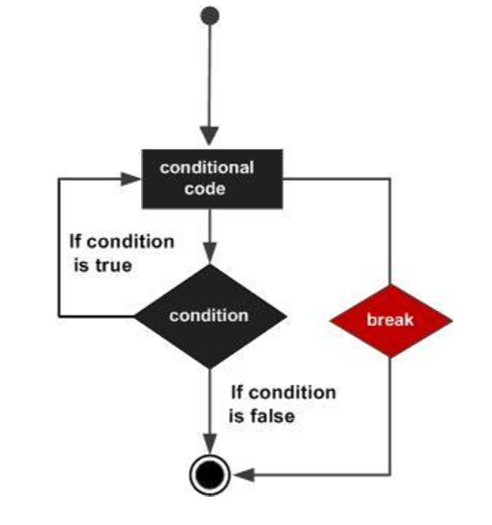 conditional
code
If condition
is true
condition
break
If condition
is false